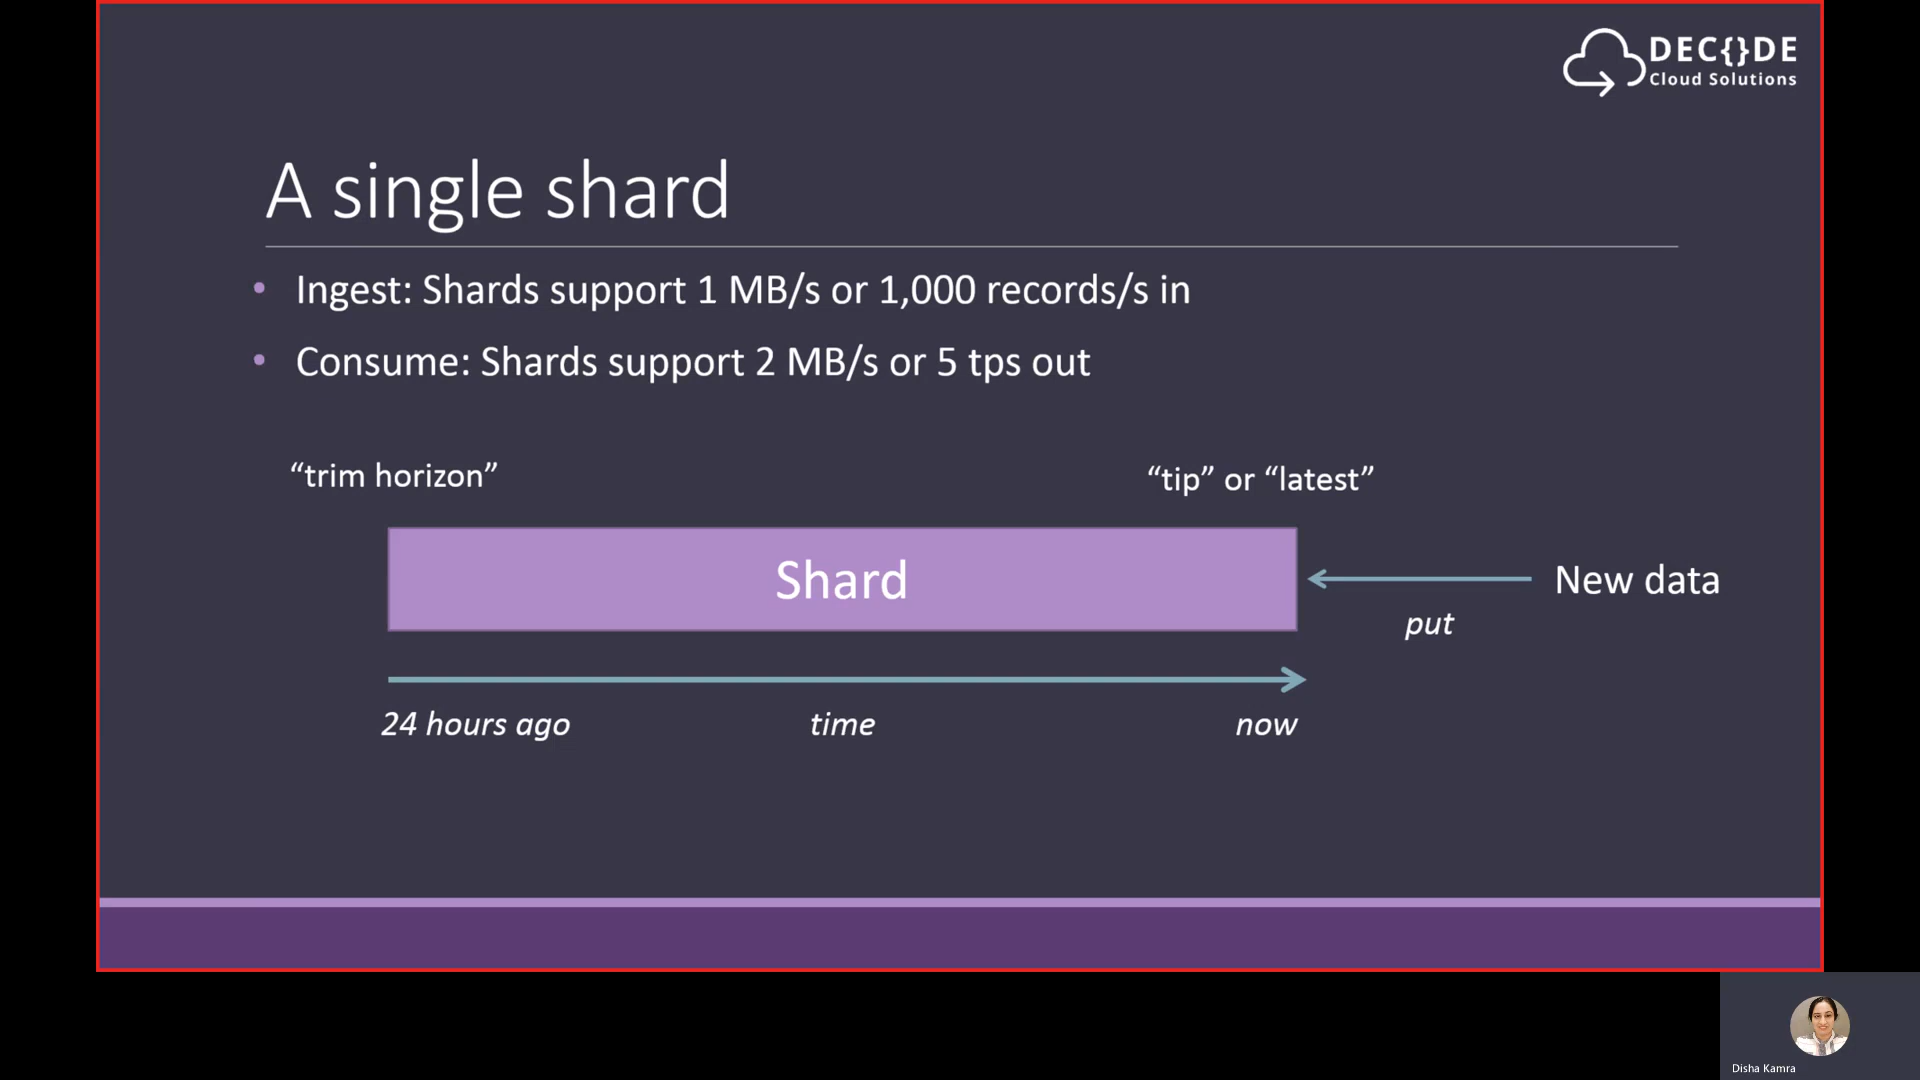 DEC{}DE
Cloud Solutions
A single shard
• Ingest: Shards support 1 MB/s or 1,000 records/s in
• Consume: Shards support 2 MB/s or 5 tps out
“trim horizon”
“tip” or “latest”
Shard
New data
put
24 hours ago
time
now
Disha Kamra